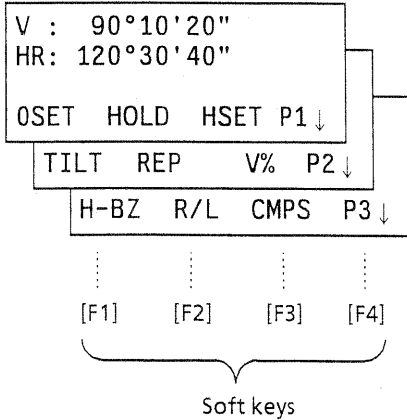 V :  90°10'20"
HR: 120°30'40"
0SET  HOLD  HSET P1↓
TILT  REP  V%  P2↓
H-BZ  R/L  CMPS  P3↓
[F1]  [F2]  [F3]  [F4]
Soft keys